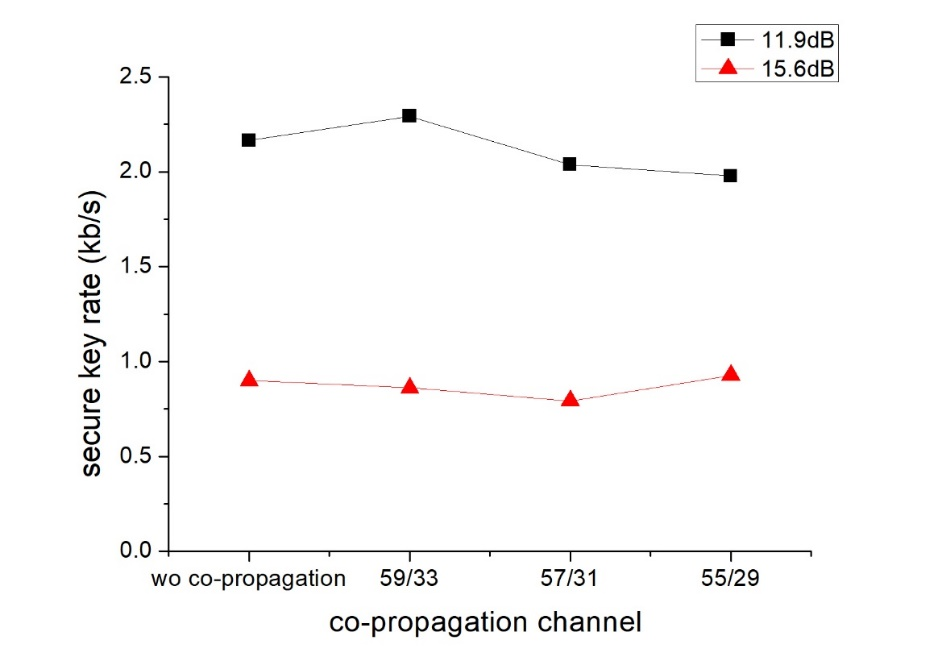 11.9dB
15.6dB
2.5
2.0
1.5
1.0
0.5
0.0
secure key rate (kb/s)
wo co-propagation 59/33 57/31 55/29
co-propagation channel